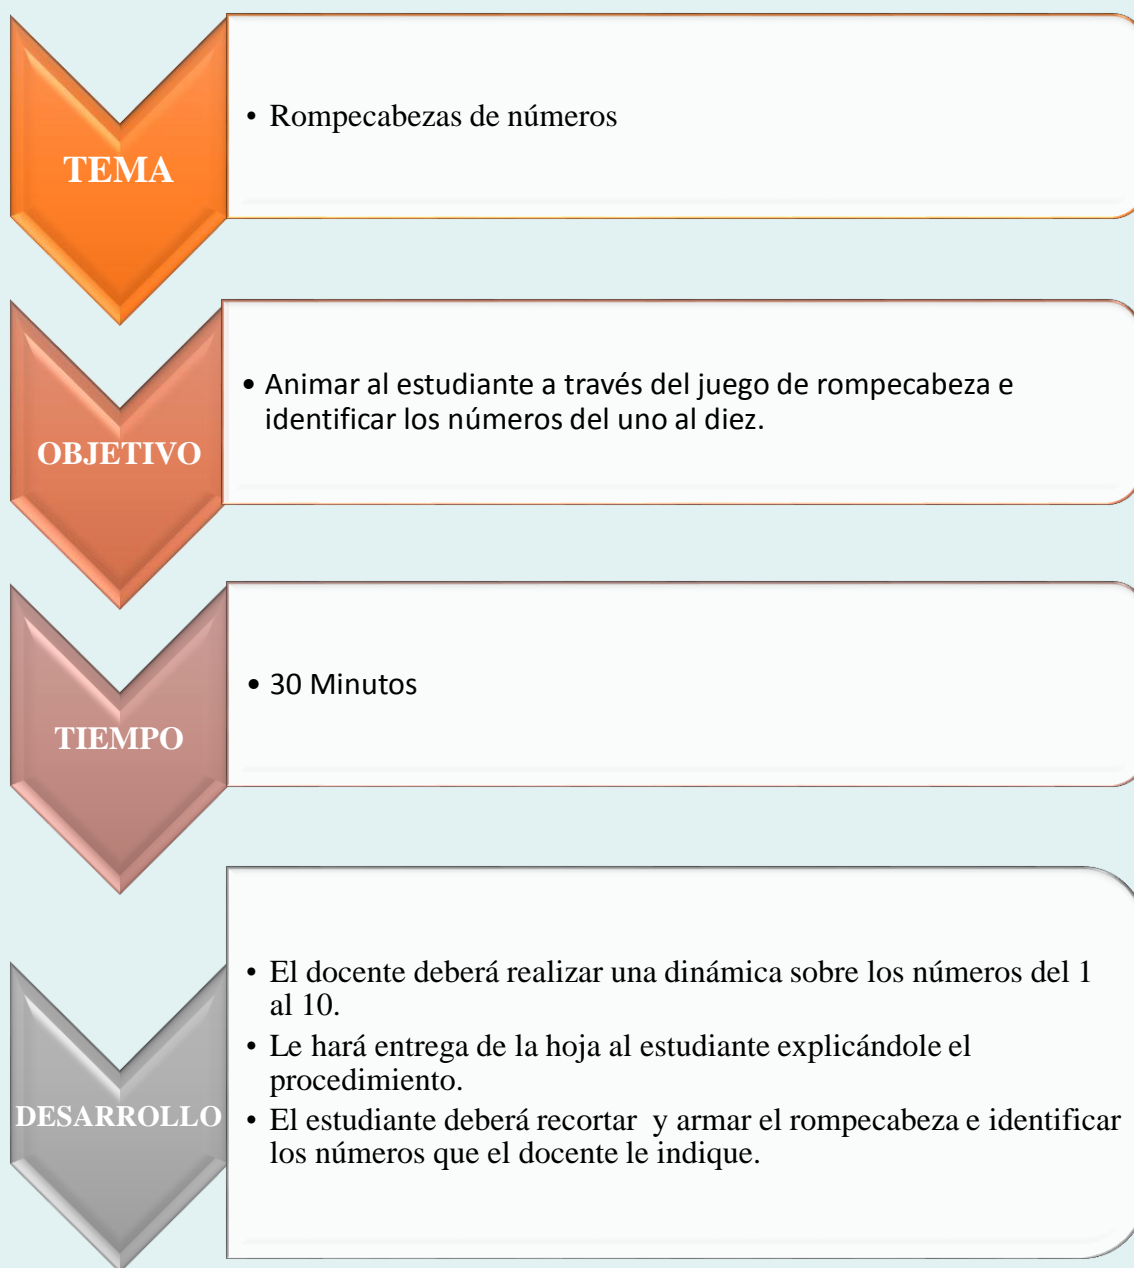 TEMA
• Rompecabezas de números
OBJETIVO
• Animar al estudiante a través del juego de rompecabeza e
identificar los números del uno al diez.
TIEMPO
• 30 Minutos
DESARROLLO
• El docente deberá realizar una dinámica sobre los números del 1
al 10.
• Le hará entrega de la hoja al estudiante explicándole el
procedimiento.
• El estudiante deberá recortar y armar el rompecabeza e identificar
los números que el docente le indique.